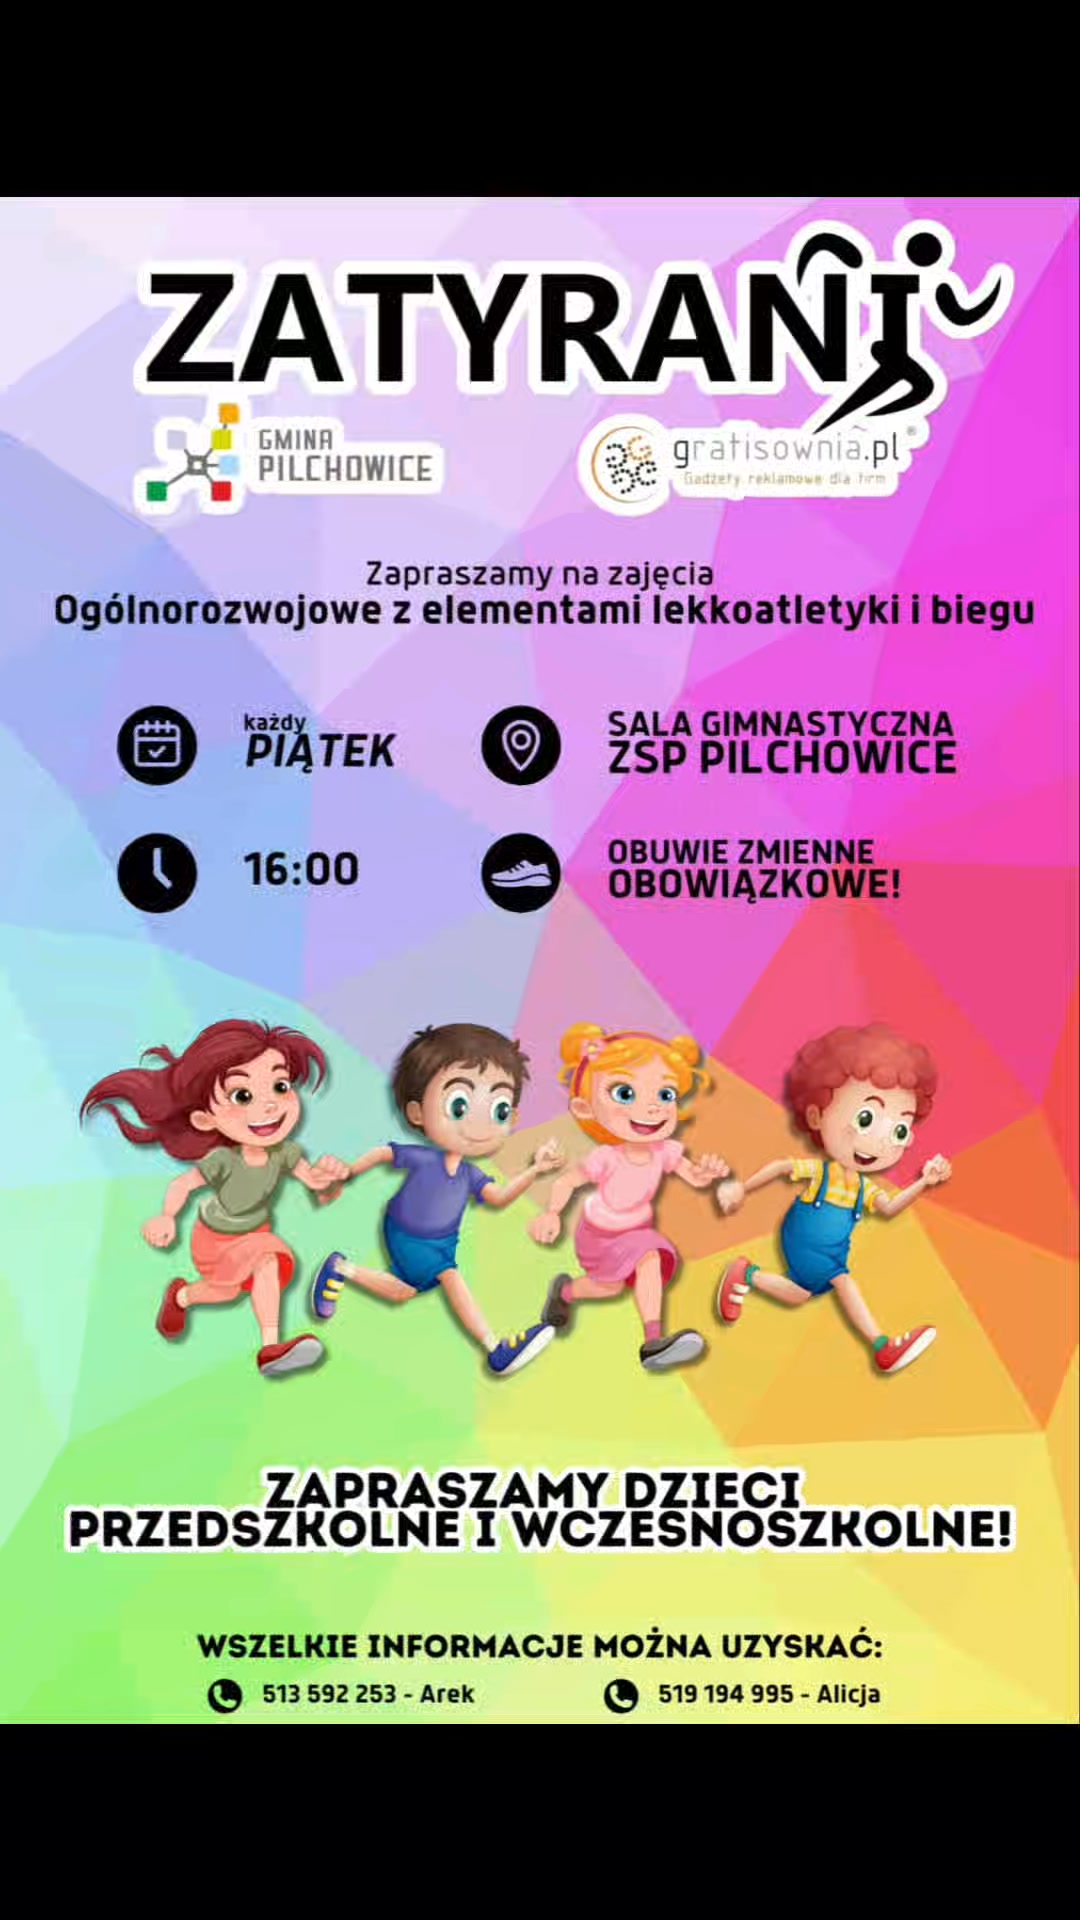 ZATYRANI
GMINA
PILCHOWICE
gratisownia.pl®
Gadżety reklamowe dla firm
Zapraszamy na zajęcia
Ogólnorozwojowe z elementami lekkoatletyki i biegu
każdy
PIĄTEK
SALA GIMNASTYCZNA
ZSP PILCHOWICE
16:00
OBUWIE ZMIENNE
OBOWIĄZKOWE!
ZAPRASZAMY DZIECI
PRZEDSZKOLNE I WCZESNOSZKOLNE!
WSZELKIE INFORMACJE MOŻNA UZYSKAĆ:
513 592 253 - Arek
519 194 995 - Alicja